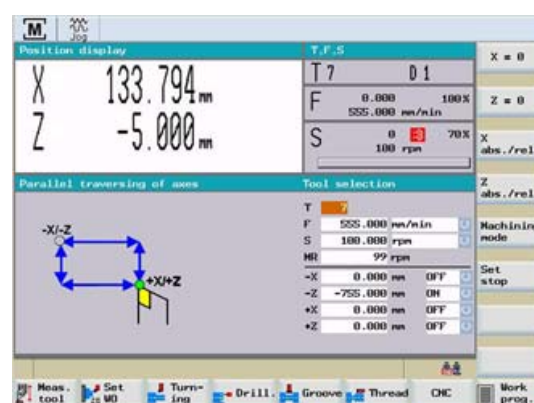 M
Jog
Position display
X 133.794 mm
Z -5.000 mm
T,F,S
T 7 D 1
F 0.000 100%
555.000 mm/min
S 0 70%
100 rpm
Parallel traversing of axes
-X/-Z
+X/+Z
Tool selection
T 7
F 555.000 mm/min
S 100.000 rpm
MR 99 rpm
-X 0.000 mm OFF
-Z -755.000 mm ON
+X 0.000 mm OFF
+Z 0.000 mm OFF
X = 0
Z = 0
X
abs./rel
Z
abs./rel
Machinin
mode
Set
stop
Meas.
tool
Set
WO
Turn-
ing
Drill.
Groove
Thread
CNC
Work
prog.